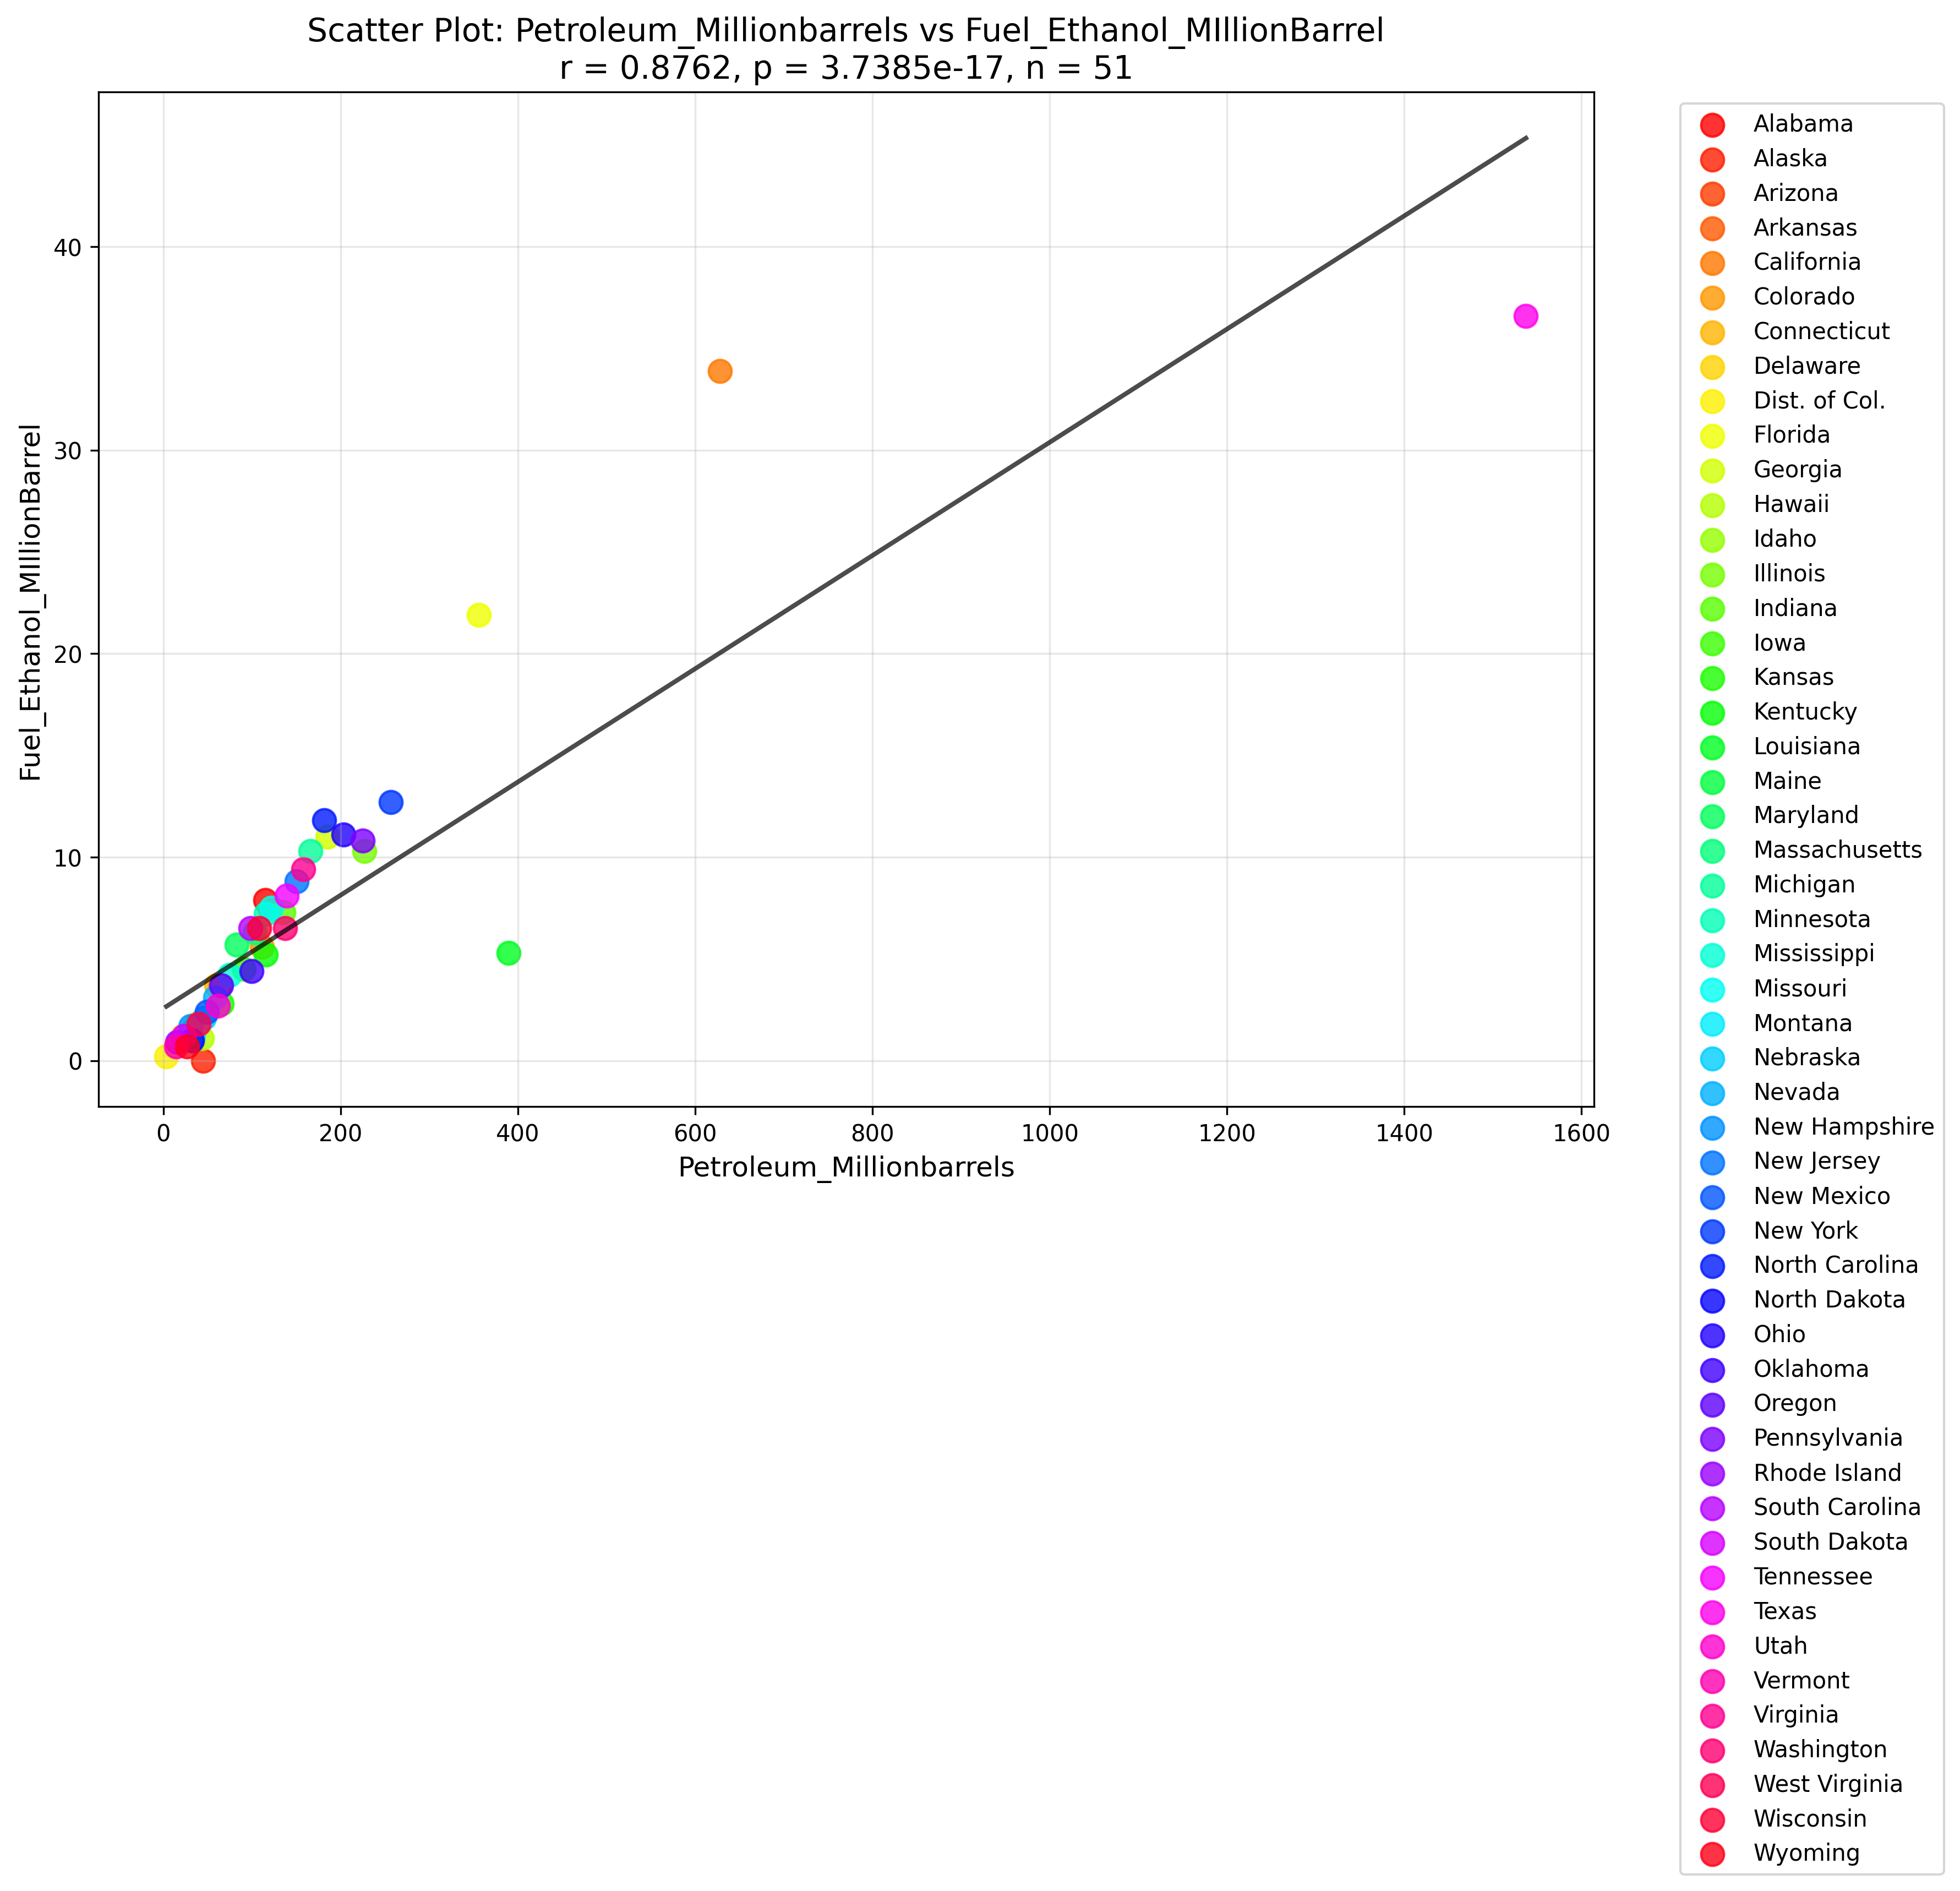 Scatter Plot: Petroleum_Millionbarrels vs Fuel_Ethanol_MIllionBarrel
r = 0.8762, p = 3.7385e-17, n = 51
Fuel_Ethanol_MIllionBarrel
40
30
20
10
0
0
200
400
600
800
1000
1200
1400
1600
Petroleum_Millionbarrels
Alabama
Alaska
Arizona
Arkansas
California
Colorado
Connecticut
Delaware
Dist. of Col.
Florida
Georgia
Hawaii
Idaho
Illinois
Indiana
Iowa
Kansas
Kentucky
Louisiana
Maine
Maryland
Massachusetts
Michigan
Minnesota
Mississippi
Missouri
Montana
Nebraska
Nevada
New Hampshire
New Jersey
New Mexico
New York
North Carolina
North Dakota
Ohio
Oklahoma
Oregon
Pennsylvania
Rhode Island
South Carolina
South Dakota
Tennessee
Texas
Utah
Vermont
Virginia
Washington
West Virginia
Wisconsin
Wyoming